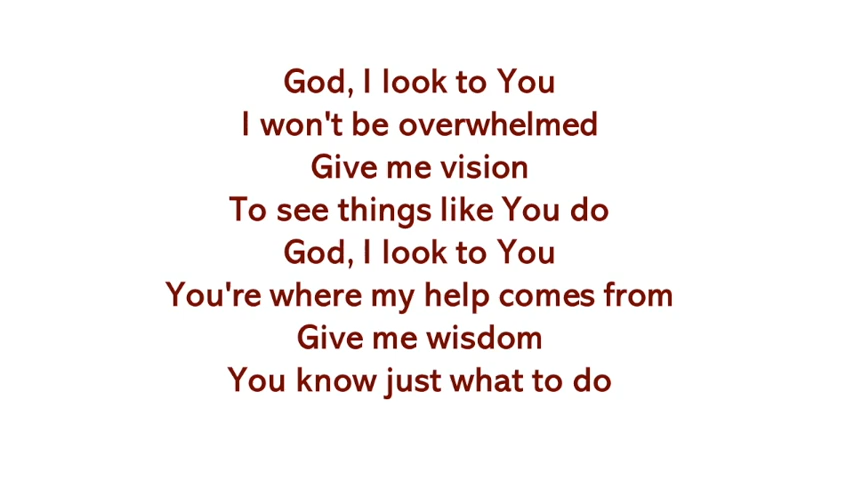 God, I look to You
I won't be overwhelmed
Give me vision
To see things like You do
God, I look to You
You're where my help comes from
Give me wisdom
You know just what to do